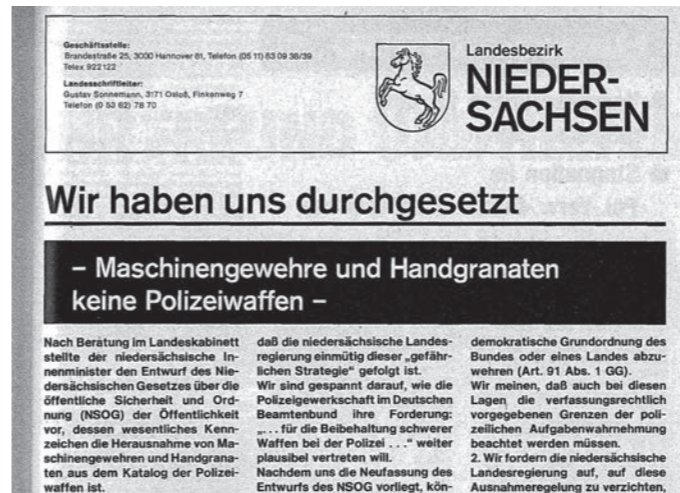 Geschäftsstelle:
Brandestraße 25, 3000 Hannover 81, Telefon (05 11) 83 09 38/39
Telex 922122
Landesschriftleiter:
Gustav Sonnemann, 3171 Osloß, Finkenweg 7
Telefon (0 53 62) 78 70
Landesbezirk
NIEDER-
SACHSEN
Wir haben uns durchgesetzt
– Maschinengewehre und Handgranaten
keine Polizeiwaffen –
Nach Beratung im Landeskabinett
stellte der niedersächsische In-
nenminister den Entwurf des Nie-
dersächsischen Gesetzes über die
öffentliche Sicherheit und Ord-
nung (NSOG) der Öffentlichkeit
vor, dessen wesentliches Kenn-
zeichen die Herausnahme von Ma-
schinengewehren und Handgrana-
ten aus dem Katalog der Polizei-
waffen ist.
daß die niedersächsische Landes-
regierung einmütig dieser „gefähr-
lichen Strategie“ gefolgt ist.
Wir sind gespannt darauf, wie die
Polizeigewerkschaft im Deutschen
Beamtenbund ihre Forderung:
„... für die Beibehaltung schwerer
Waffen bei der Polizei ...“ weiter
plausibel vertreten will.
Nachdem uns die Neufassung des
Entwurfs des NSOG vorliegt, kön-
demokratische Grundordnung des
Bundes oder eines Landes abzu-
wehren (Art. 91 Abs. 1 GG).
Wir meinen, daß auch bei diesen
Lagen die verfassungsrechtlich
vorgegebenen Grenzen der poli-
zeilichen Aufgabenwahrnehmung
beachtet werden müssen.
2. Wir fordern die niedersächsische
Landesregierung auf, auf diese
Ausnahmeregelung zu verzichten,